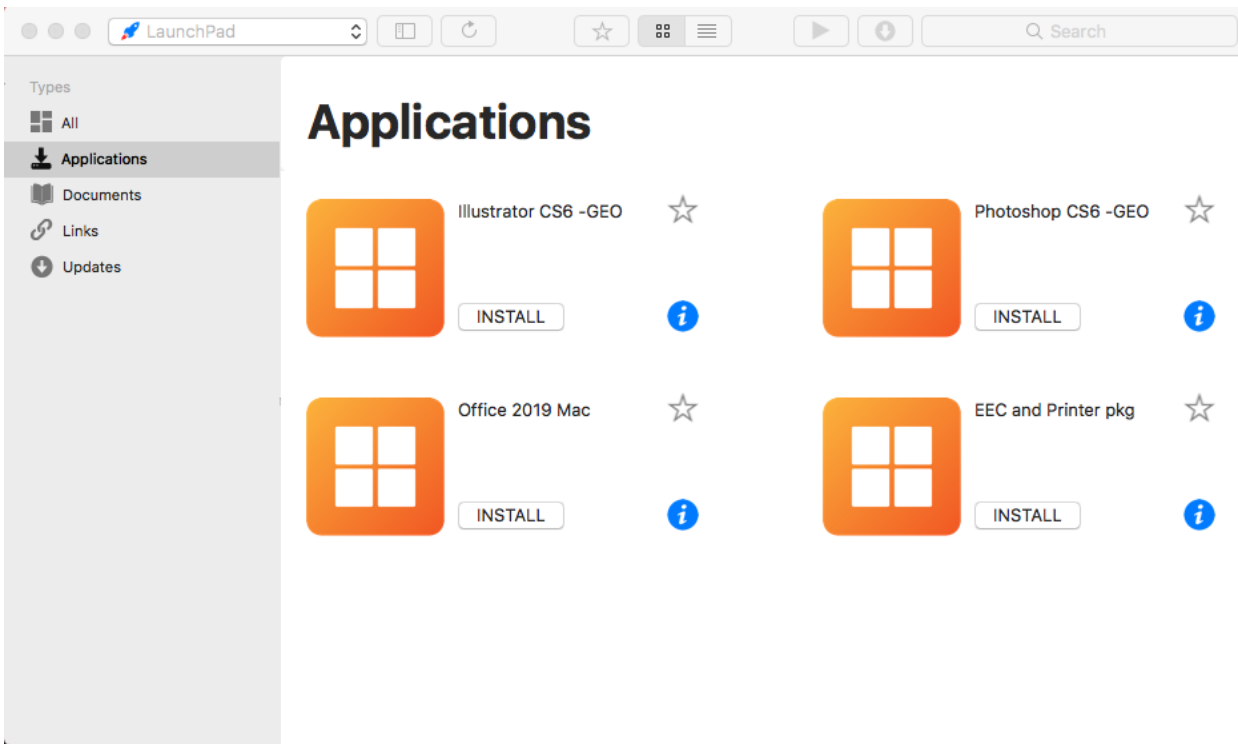 LaunchPad
Search
Types
All
Applications
Documents
Links
Updates
Applications
Illustrator CS6 -GEO
INSTALL
Photoshop CS6 -GEO
INSTALL
Office 2019 Mac
INSTALL
EEC and Printer pkg
INSTALL